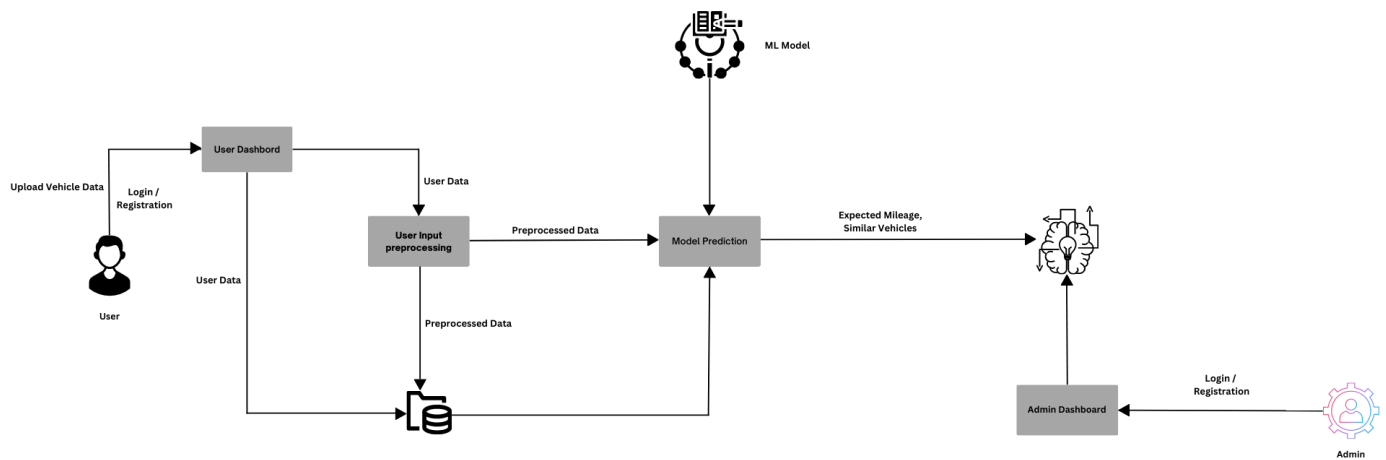 ML Model
User Dashbord
Upload Vehicle Data
Login /
Registration
User Data
User Input
preprocessing
Preprocessed Data
Model Prediction
Expected Mileage,
Similar Vehicles
User Data
User
Preprocessed Data
Login /
Registration
Admin Dashboard
Admin